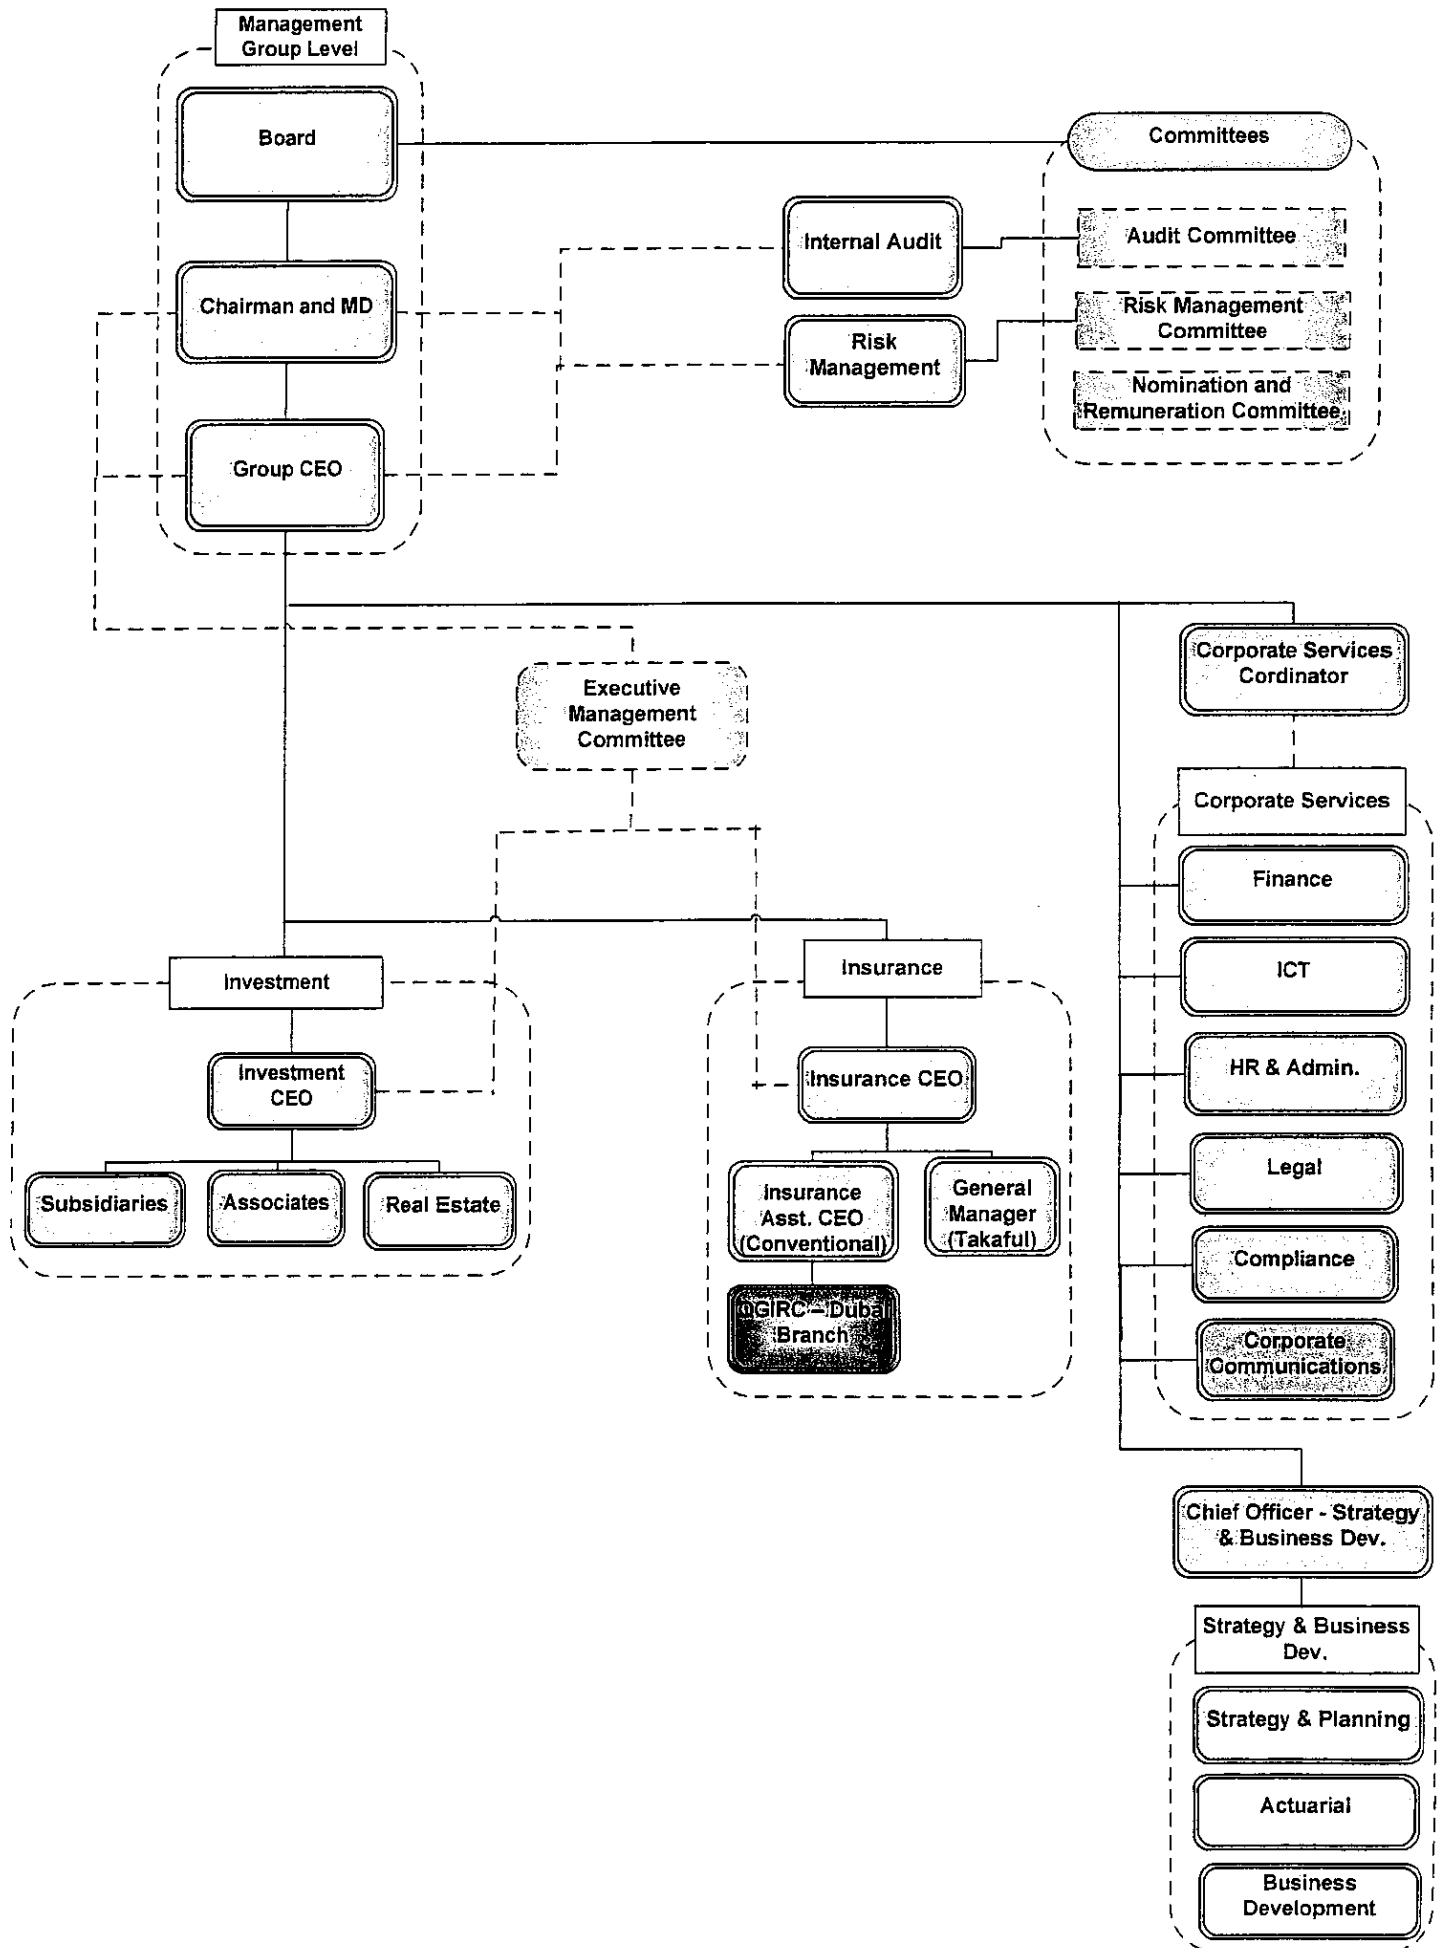 Management
Group Level
Board
Committees
Internal Audit
Audit Committee
Chairman and MD
Risk Management
Committee
Risk
Management
Nomination and
Remuneration Committee
Group CEO
Corporate Services
Cordinator
Executive
Management
Committee
Corporate Services
Finance
ICT
HR & Admin.
Legal
Compliance
Corporate
Communications
Investment
Investment
CEO
Subsidiaries
Associates
Real Estate
Insurance
Insurance CEO
Insurance
Asst. CEO
(Conventional)
General
Manager
(Takaful)
QGIRC – Dubai
Branch
Chief Officer - Strategy
& Business Dev.
Strategy & Business
Dev.
Strategy & Planning
Actuarial
Business
Development